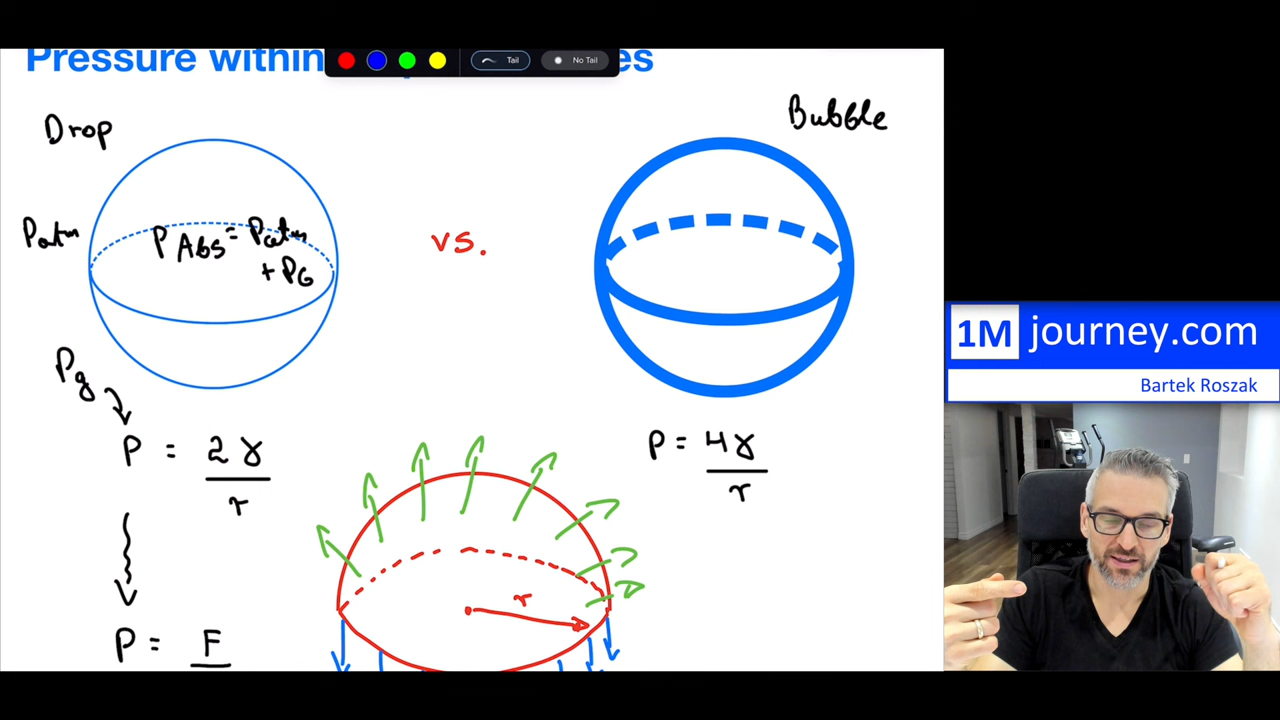 Pressure within
es
Tail
No Tail
Drop
Bubble
Patm
P Abs = Patm
+ PG
vs.
Pg
P = 2γ
r
P = 4γ
r
r
P = F
1M journey.com
Bartek Roszak